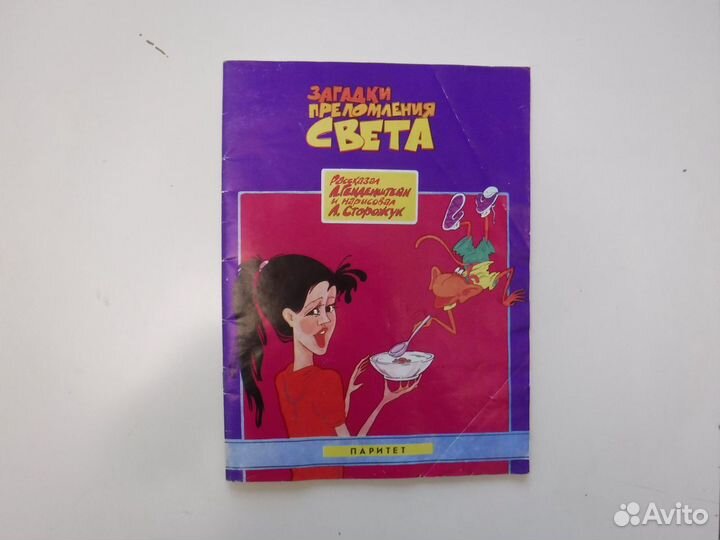 ЗАГАДКИ
ПРЕЛОМЛЕНИЯ
СВЕТА
Рассказал
Л. Генденштейн
и нарисовал
А. Сторожук
ПАРИТЕТ
Avito